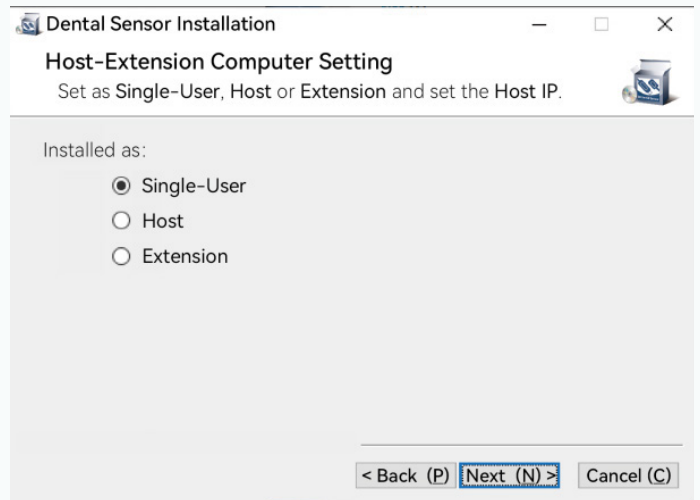 Dental Sensor Installation
Host-Extension Computer Setting
Set as Single-User, Host or Extension and set the Host IP.
Installed as:
Single-User
Host
Extension
< Back (P) Next (N) > Cancel (C)